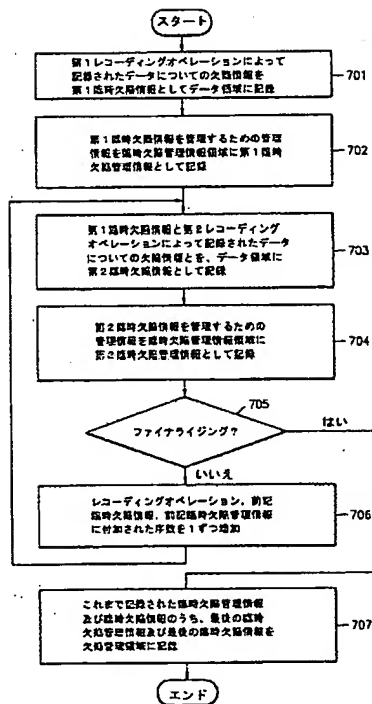 スタート
第1レコーディングオペレーションによって
記録されたデータについての欠陥情報を
第1臨時欠陥情報としてデータ領域に記録
701
第1臨時欠陥情報を管理するための管理
情報を臨時欠陥管理情報領域に第1臨時
欠陥管理情報として記録
702
第1臨時欠陥情報と第2レコーディング
オペレーションによって記録されたデータ
についての欠陥情報とを、データ領域に
第2臨時欠陥情報として記録
703
第2臨時欠陥情報を管理するための
管理情報を臨時欠陥管理情報領域に
第2臨時欠陥管理情報として記録
704
705
ファイナライジング?
はい
いいえ
レコーディングオペレーション、前記
臨時欠陥情報、前記臨時欠陥管理情報
に付加された序数を1ずつ増加
706
これまで記録された臨時欠陥管理情報
及び臨時欠陥情報のうち、最後の臨時
欠陥管理情報及び最後の臨時欠陥情報を
欠陥管理領域に記録
707
エンド